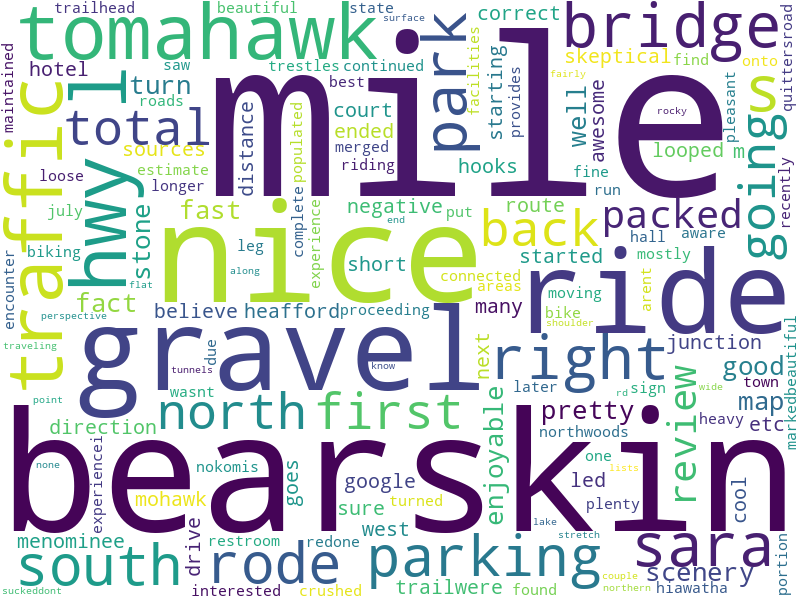 trailhead beautiful state surface
tomahawk bridge
correct
hotel saw trestles continued skeptical find onto
maintained turn best fairly quittersroad
roads park facilities
mile
traffic hwy l total court starting provides well awesome s pleasant
distance ended rocky
sources populated merged looped m
loose estimate riding hooks fine going recently
longer run
july stone fast complete experience negative put route packed
biking nice leg short back started hall aware
encounter end connected mostly
flat along areas moving arent ride
fact many bike
perspective believe heafford proceeding shoulder
gravel junction
traveling due tunnels next right good
know later rd sign wide town
point wasnt map markedbeautiful
north first enjoyable pretty review heavy etc
direction northwoods
bearskin
none experiencei nokomis goes google led one lists
mohawk sure turned plenty cool
menominee west lake
drive redone stretch sara
south rode restroom parking scenery portion
suckeddont interested crushed trailwere found couple northern hiawatha